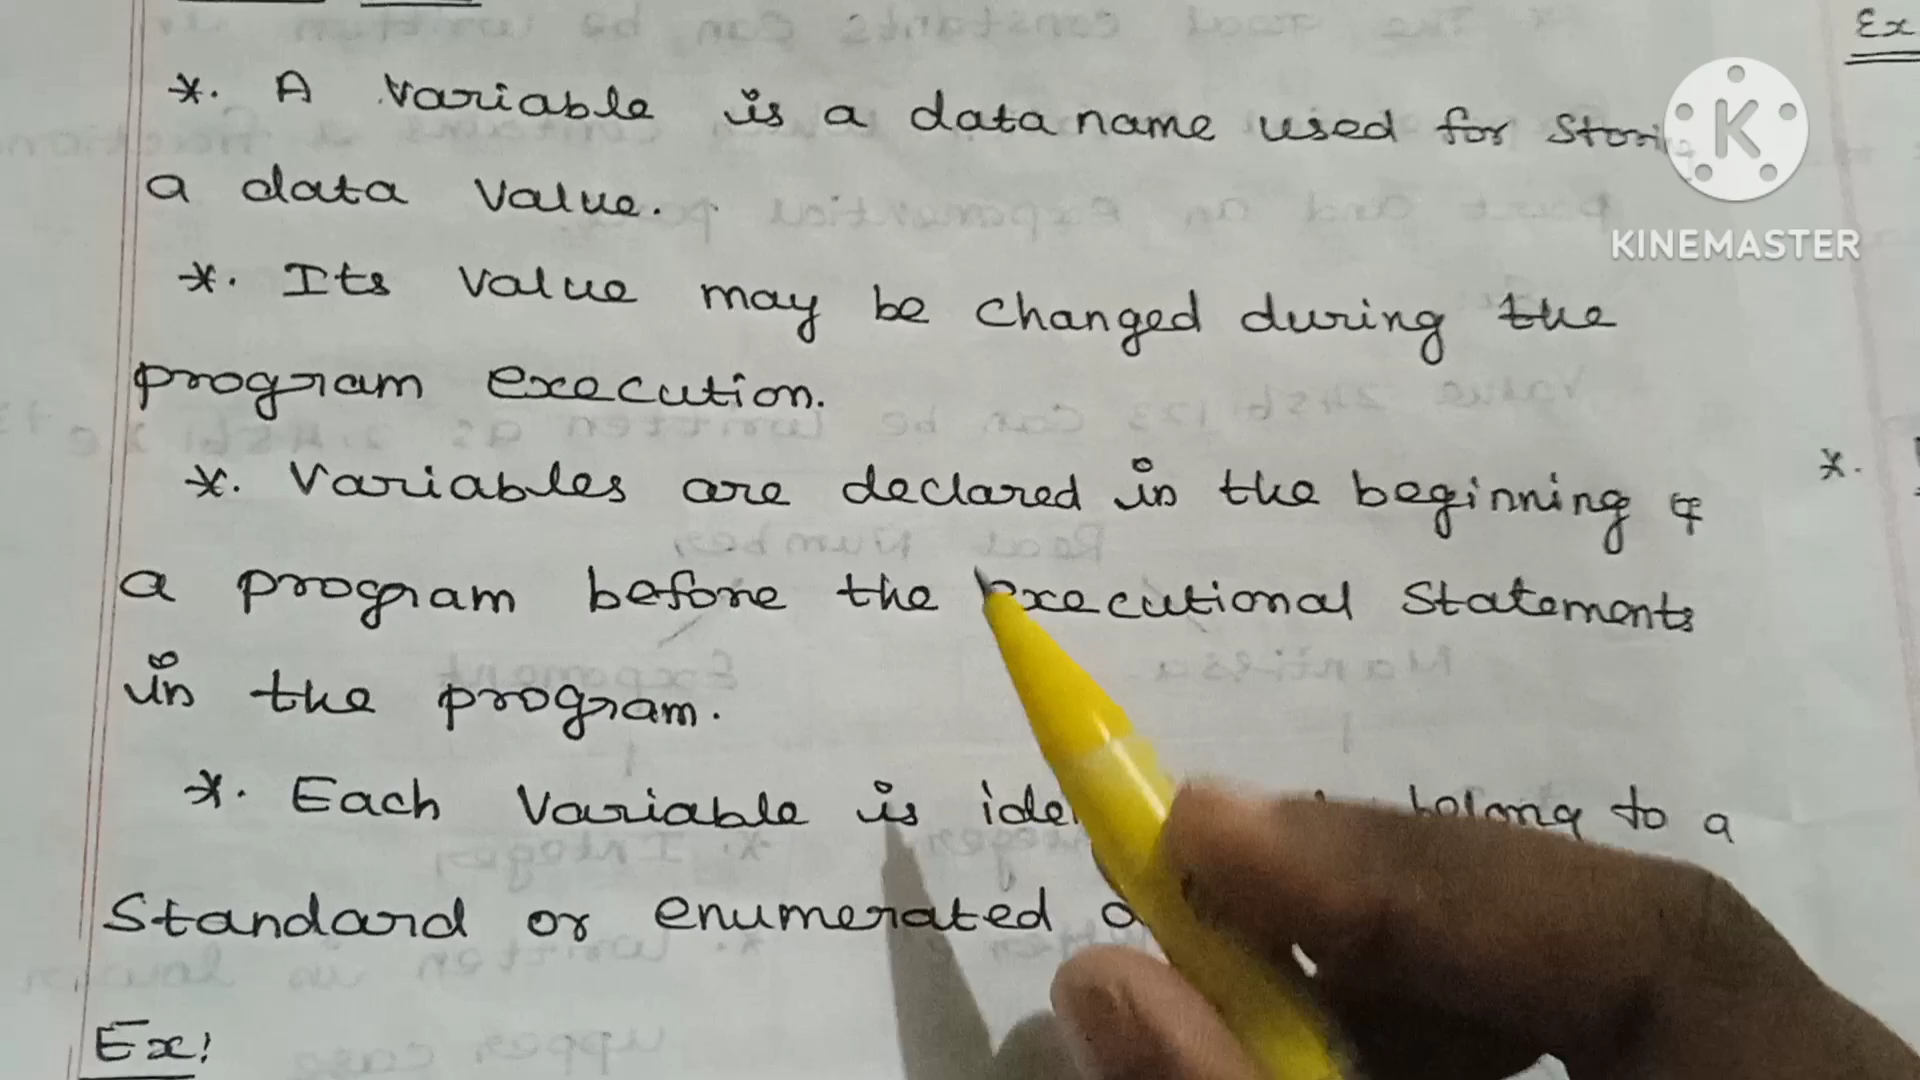 Ex
*. A variable is a data name used for
a data value.
*. Its value may be changed during the
program execution.
*. Variables are declared in the beginning of
a program before the executional statements
in the program.
*. Each variable is belong to a
standard or enumerated
Ex:
*.
K
KINEMASTER